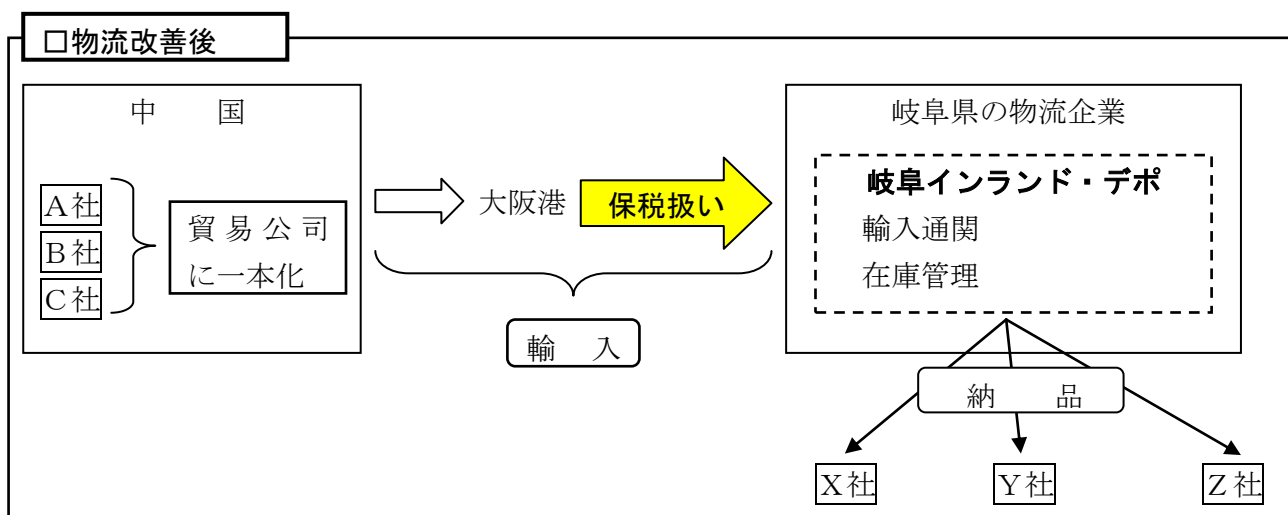 □物流改善後
中　　国
A社
B社
C社
貿易公司
に一本化
大阪港
保税扱い
輸　入
岐阜県の物流企業
岐阜インランド・デポ
輸入通関
在庫管理
納　　品
X社
Y社
Z社